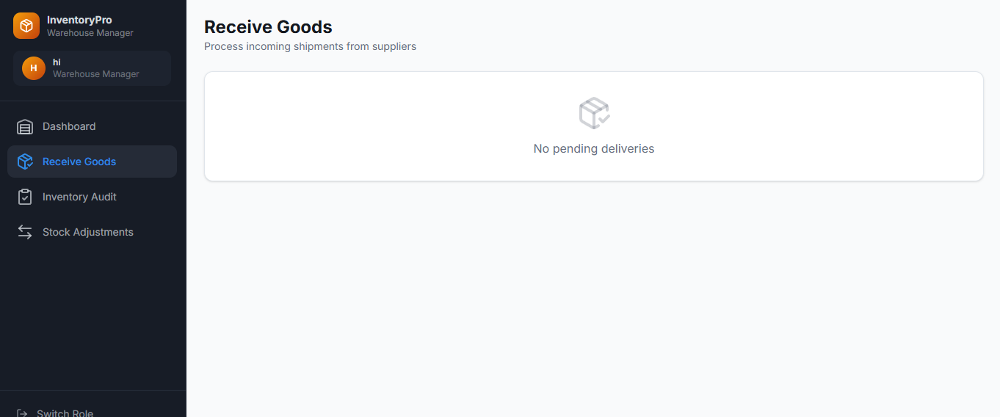 InventoryPro
Warehouse Manager
H
hi
Warehouse Manager
Dashboard
Receive Goods
Inventory Audit
Stock Adjustments
Switch Role
Receive Goods
Process incoming shipments from suppliers
No pending deliveries